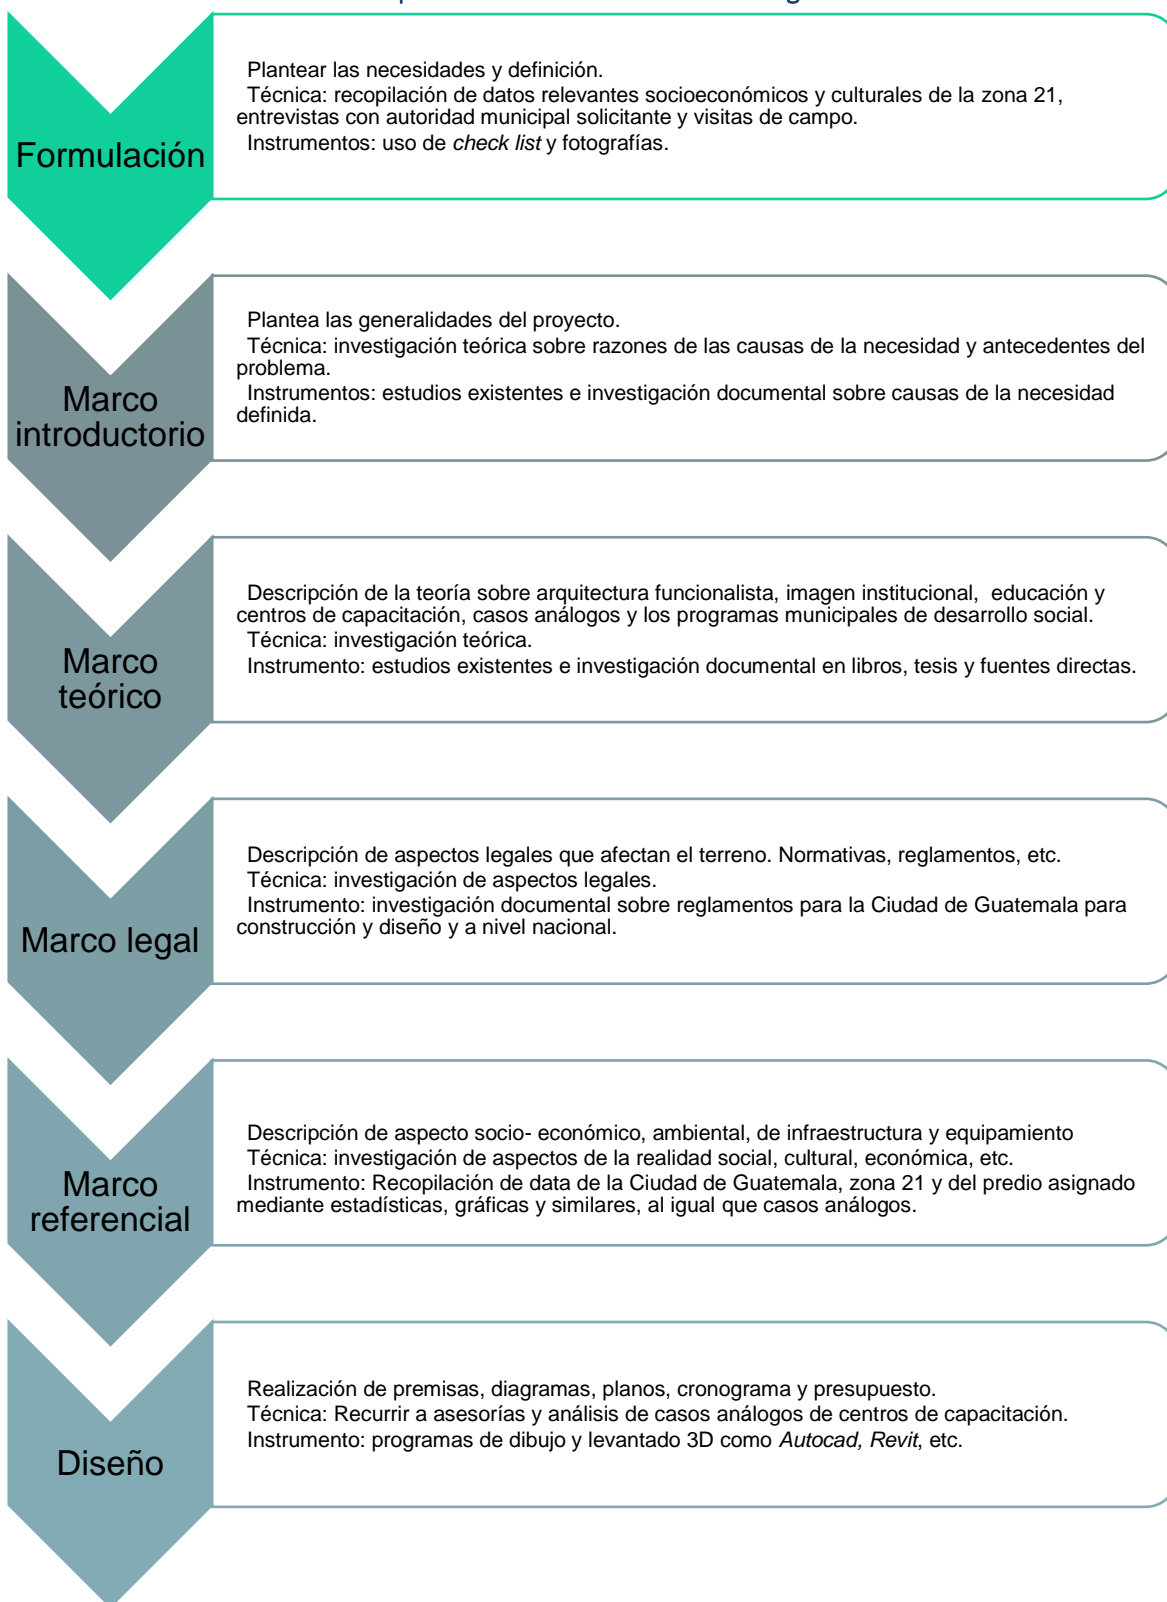 Plantear las necesidades y definición.
Técnica: recopilación de datos relevantes socioeconómicos y culturales de la zona 21,
entrevistas con autoridad municipal solicitante y visitas de campo.
Instrumentos: uso de check list y fotografías.
Formulación
Plantea las generalidades del proyecto.
Técnica: investigación teórica sobre razones de las causas de la necesidad y antecedentes del
problema.
Instrumentos: estudios existentes e investigación documental sobre causas de la necesidad
definida.
Marco
introductorio
Descripción de la teoría sobre arquitectura funcionalista, imagen institucional, educación y
centros de capacitación, casos análogos y los programas municipales de desarrollo social.
Técnica: investigación teórica.
Instrumento: estudios existentes e investigación documental en libros, tesis y fuentes directas.
Marco
teórico
Descripción de aspectos legales que afectan el terreno. Normativas, reglamentos, etc.
Técnica: investigación de aspectos legales.
Instrumento: investigación documental sobre reglamentos para la Ciudad de Guatemala para
construcción y diseño y a nivel nacional.
Marco legal
Descripción de aspecto socio- económico, ambiental, de infraestructura y equipamiento
Técnica: investigación de aspectos de la realidad social, cultural, económica, etc.
Instrumento: Recopilación de data de la Ciudad de Guatemala, zona 21 y del predio asignado
mediante estadísticas, gráficas y similares, al igual que casos análogos.
Marco
referencial
Realización de premisas, diagramas, planos, cronograma y presupuesto.
Técnica: Recurrir a asesorías y análisis de casos análogos de centros de capacitación.
Instrumento: programas de dibujo y levantado 3D como Autocad, Revit, etc.
Diseño